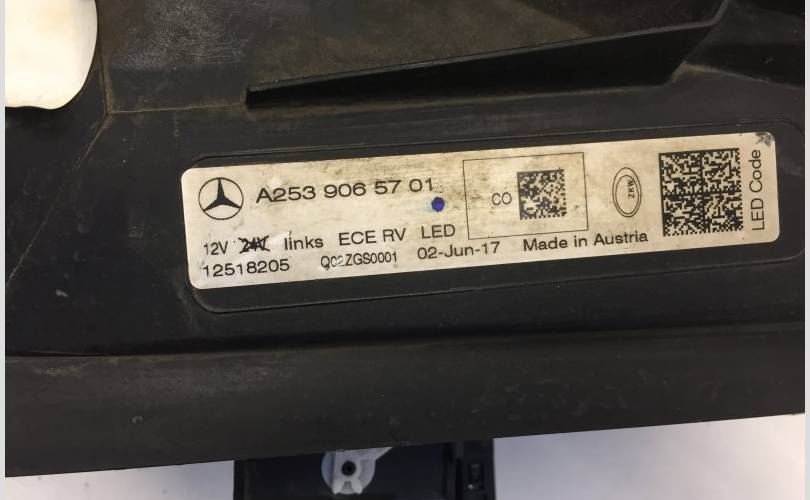 A253 906 57 01
CO
ZKW
LED Code
12V 24V links ECE RV LED
12518205 QC2ZGS0001 02-Jun-17 Made in Austria